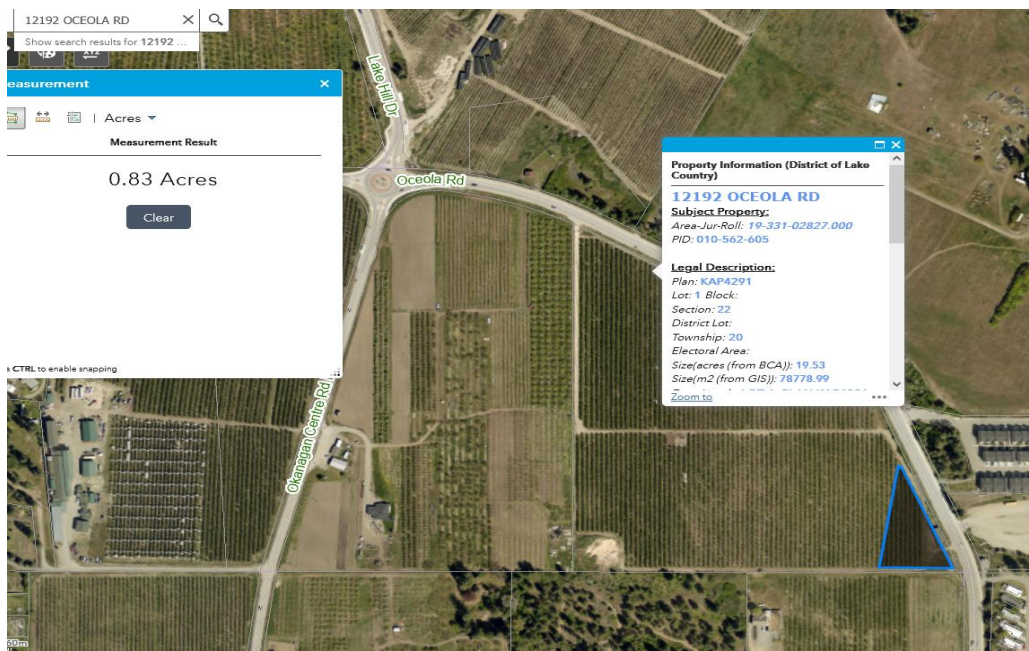 12192 OCEOLA RD
Show search results for 12192 ...
easurement
Acres
Measurement Result
0.83 Acres
Clear
s CTRL to enable snapping
Lake Hill Dr
Oceola Rd
Okanagan Centre Rd
Property Information (District of Lake
Country)
12192 OCEOLA RD
Subject Property:
Area-Jur-Roll: 19-331-02827.000
PID: 010-562-605
Legal Description:
Plan: KAP4291
Lot: 1 Block:
Section: 22
District Lot:
Township: 20
Electoral Area:
Size(acres (from BCA)): 19.53
Size(m2 (from GIS)): 78778.99
Zoom to
60m